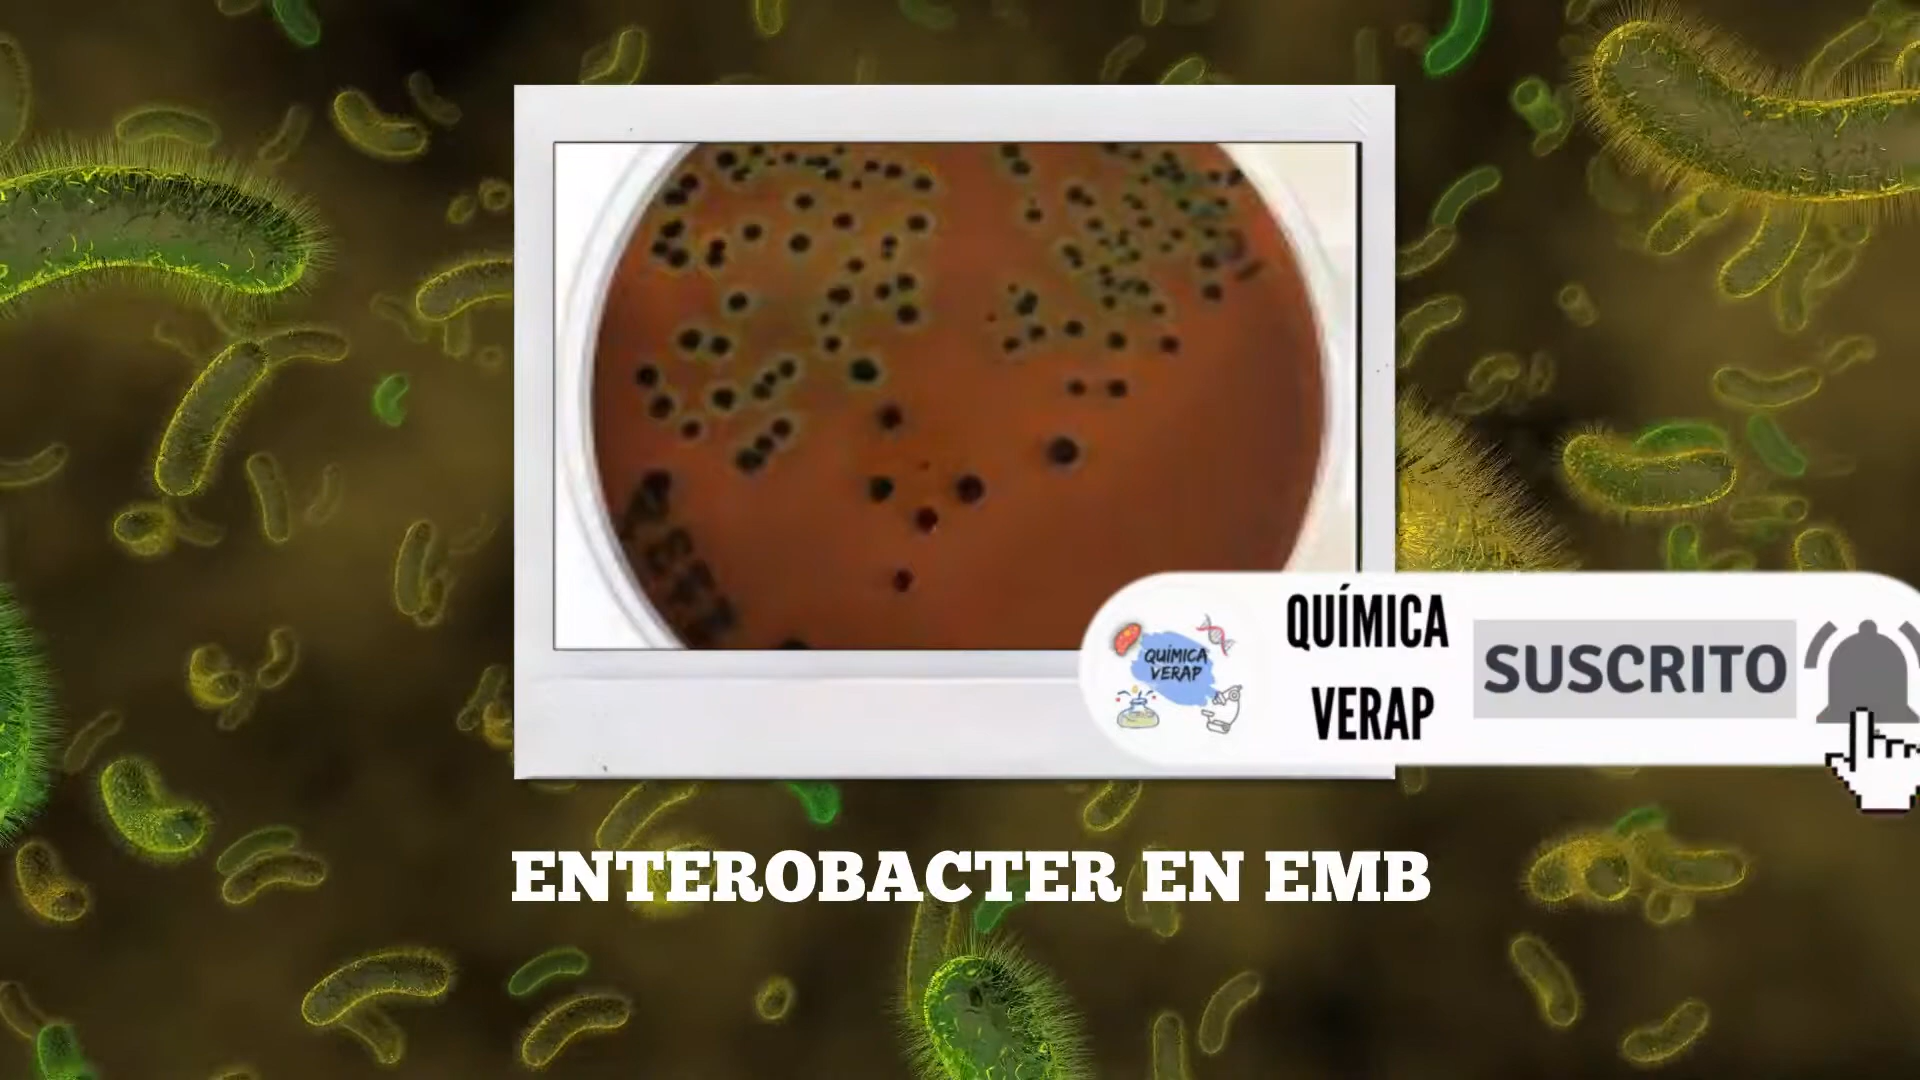 QUÍMICA
VERAP
QUÍMICA
VERAP
SUSCRITO
ENTEROBACTER EN EMB